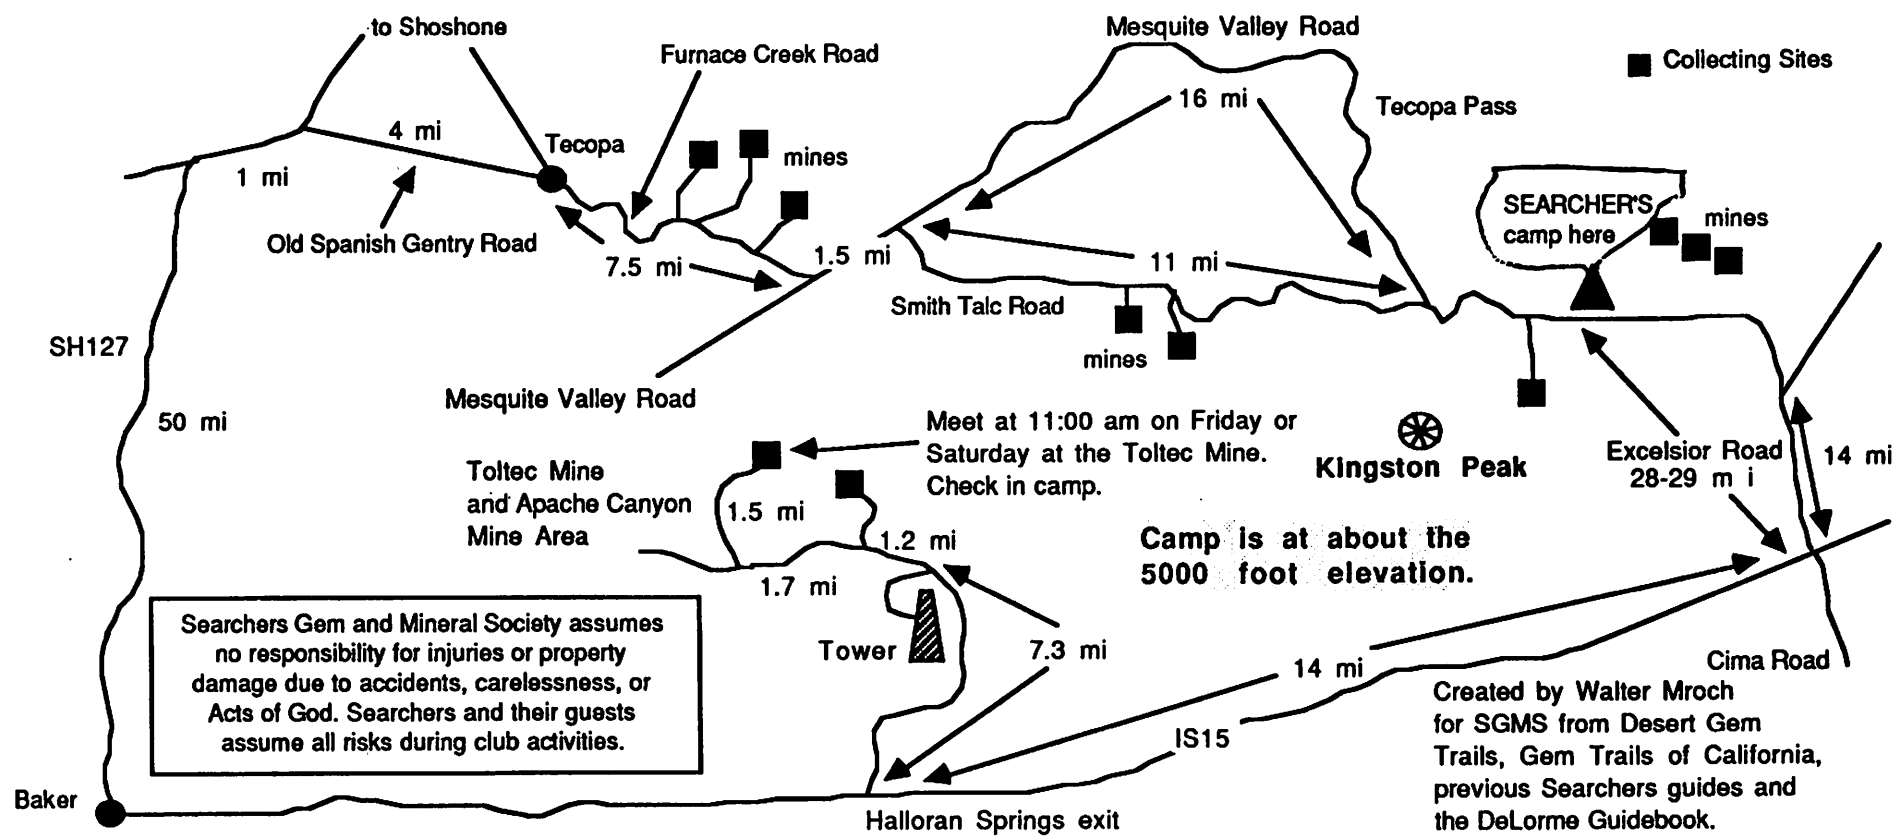 to Shoshone
Mesquite Valley Road
Furnace Creek Road
Collecting Sites
16 mi
Tecopa Pass
4 mi
Tecopa
mines
1 mi
SEARCHER'S
camp here
mines
Old Spanish Gentry Road
7.5 mi
1.5 mi
11 mi
Smith Talc Road
SH127
mines
Mesquite Valley Road
50 mi
Meet at 11:00 am on Friday or
Saturday at the Toltec Mine.
Check in camp.
Kingston Peak
Excelsior Road
28-29 m i
14 mi
Toltec Mine
and Apache Canyon
Mine Area
1.5 mi
1.2 mi
Camp is at about the
5000 foot elevation.
1.7 mi
Searchers Gem and Mineral Society assumes
no responsibility for injuries or property
damage due to accidents, carelessness, or
Acts of God. Searchers and their guests
assume all risks during club activities.
Tower
7.3 mi
14 mi
Cima Road
IS15
Created by Walter Mroch
for SGMS from Desert Gem
Trails, Gem Trails of California,
previous Searchers guides and
the DeLorme Guidebook.
Baker
Halloran Springs exit